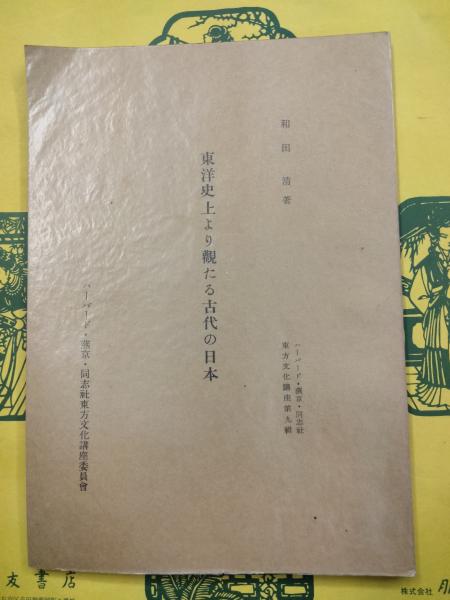 和田清著
ハーバード・燕京・同志社
東方文化講座第九輯
東洋史上より觀たる古代の日本
ハーバード・燕京・同志社東方文化講座委員會
友書店
株式会社